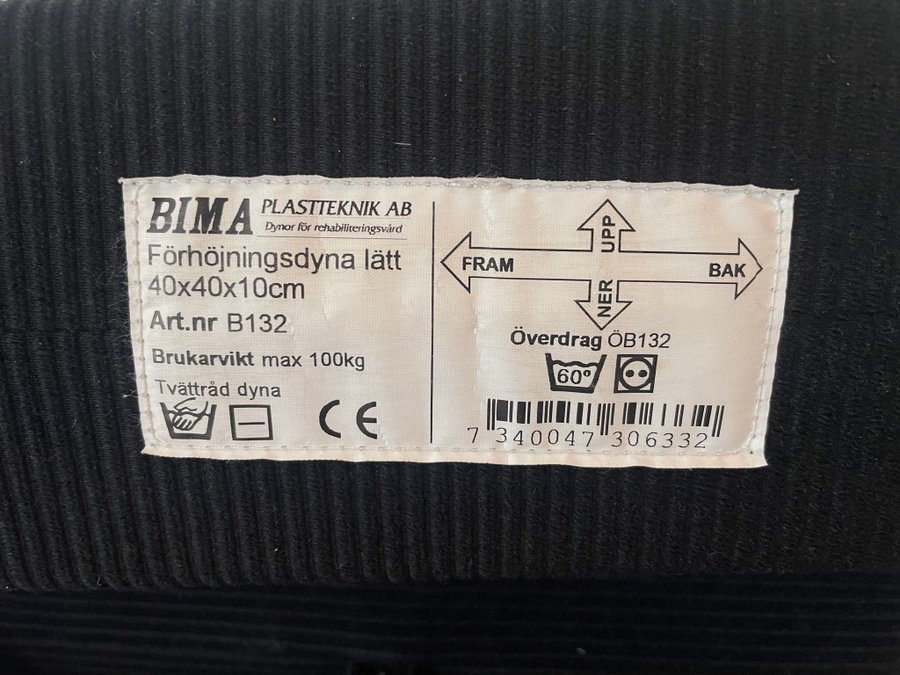 BIMA PLASTTEKNIK AB
Dynor för rehabiliteringsvård
Förhöjningsdyna lätt
40x40x10cm
Art.nr B132
Brukarvikt max 100kg
Tvättråd dyna
CE
UPP
FRAM
BAK
NER
Överdrag ÖB132
60º
7 340047 306332